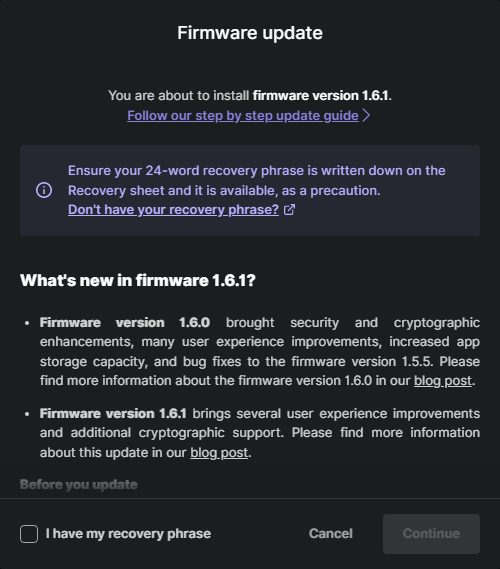 Firmware update
You are about to install firmware version 1.6.1.
Follow our step by step update guide
Ensure your 24-word recovery phrase is written down on the
Recovery sheet and it is available, as a precaution.
Don't have your recovery phrase?
What's new in firmware 1.6.1?
• Firmware version 1.6.0 brought security and cryptographic
enhancements, many user experience improvements, increased app
storage capacity, and bug fixes to the firmware version 1.5.5. Please
find more information about the firmware version 1.6.0 in our blog post.
• Firmware version 1.6.1 brings several user experience improvements
and additional cryptographic support. Please find more information
about this update in our blog post.
Before you update
I have my recovery phrase
Cancel
Continue